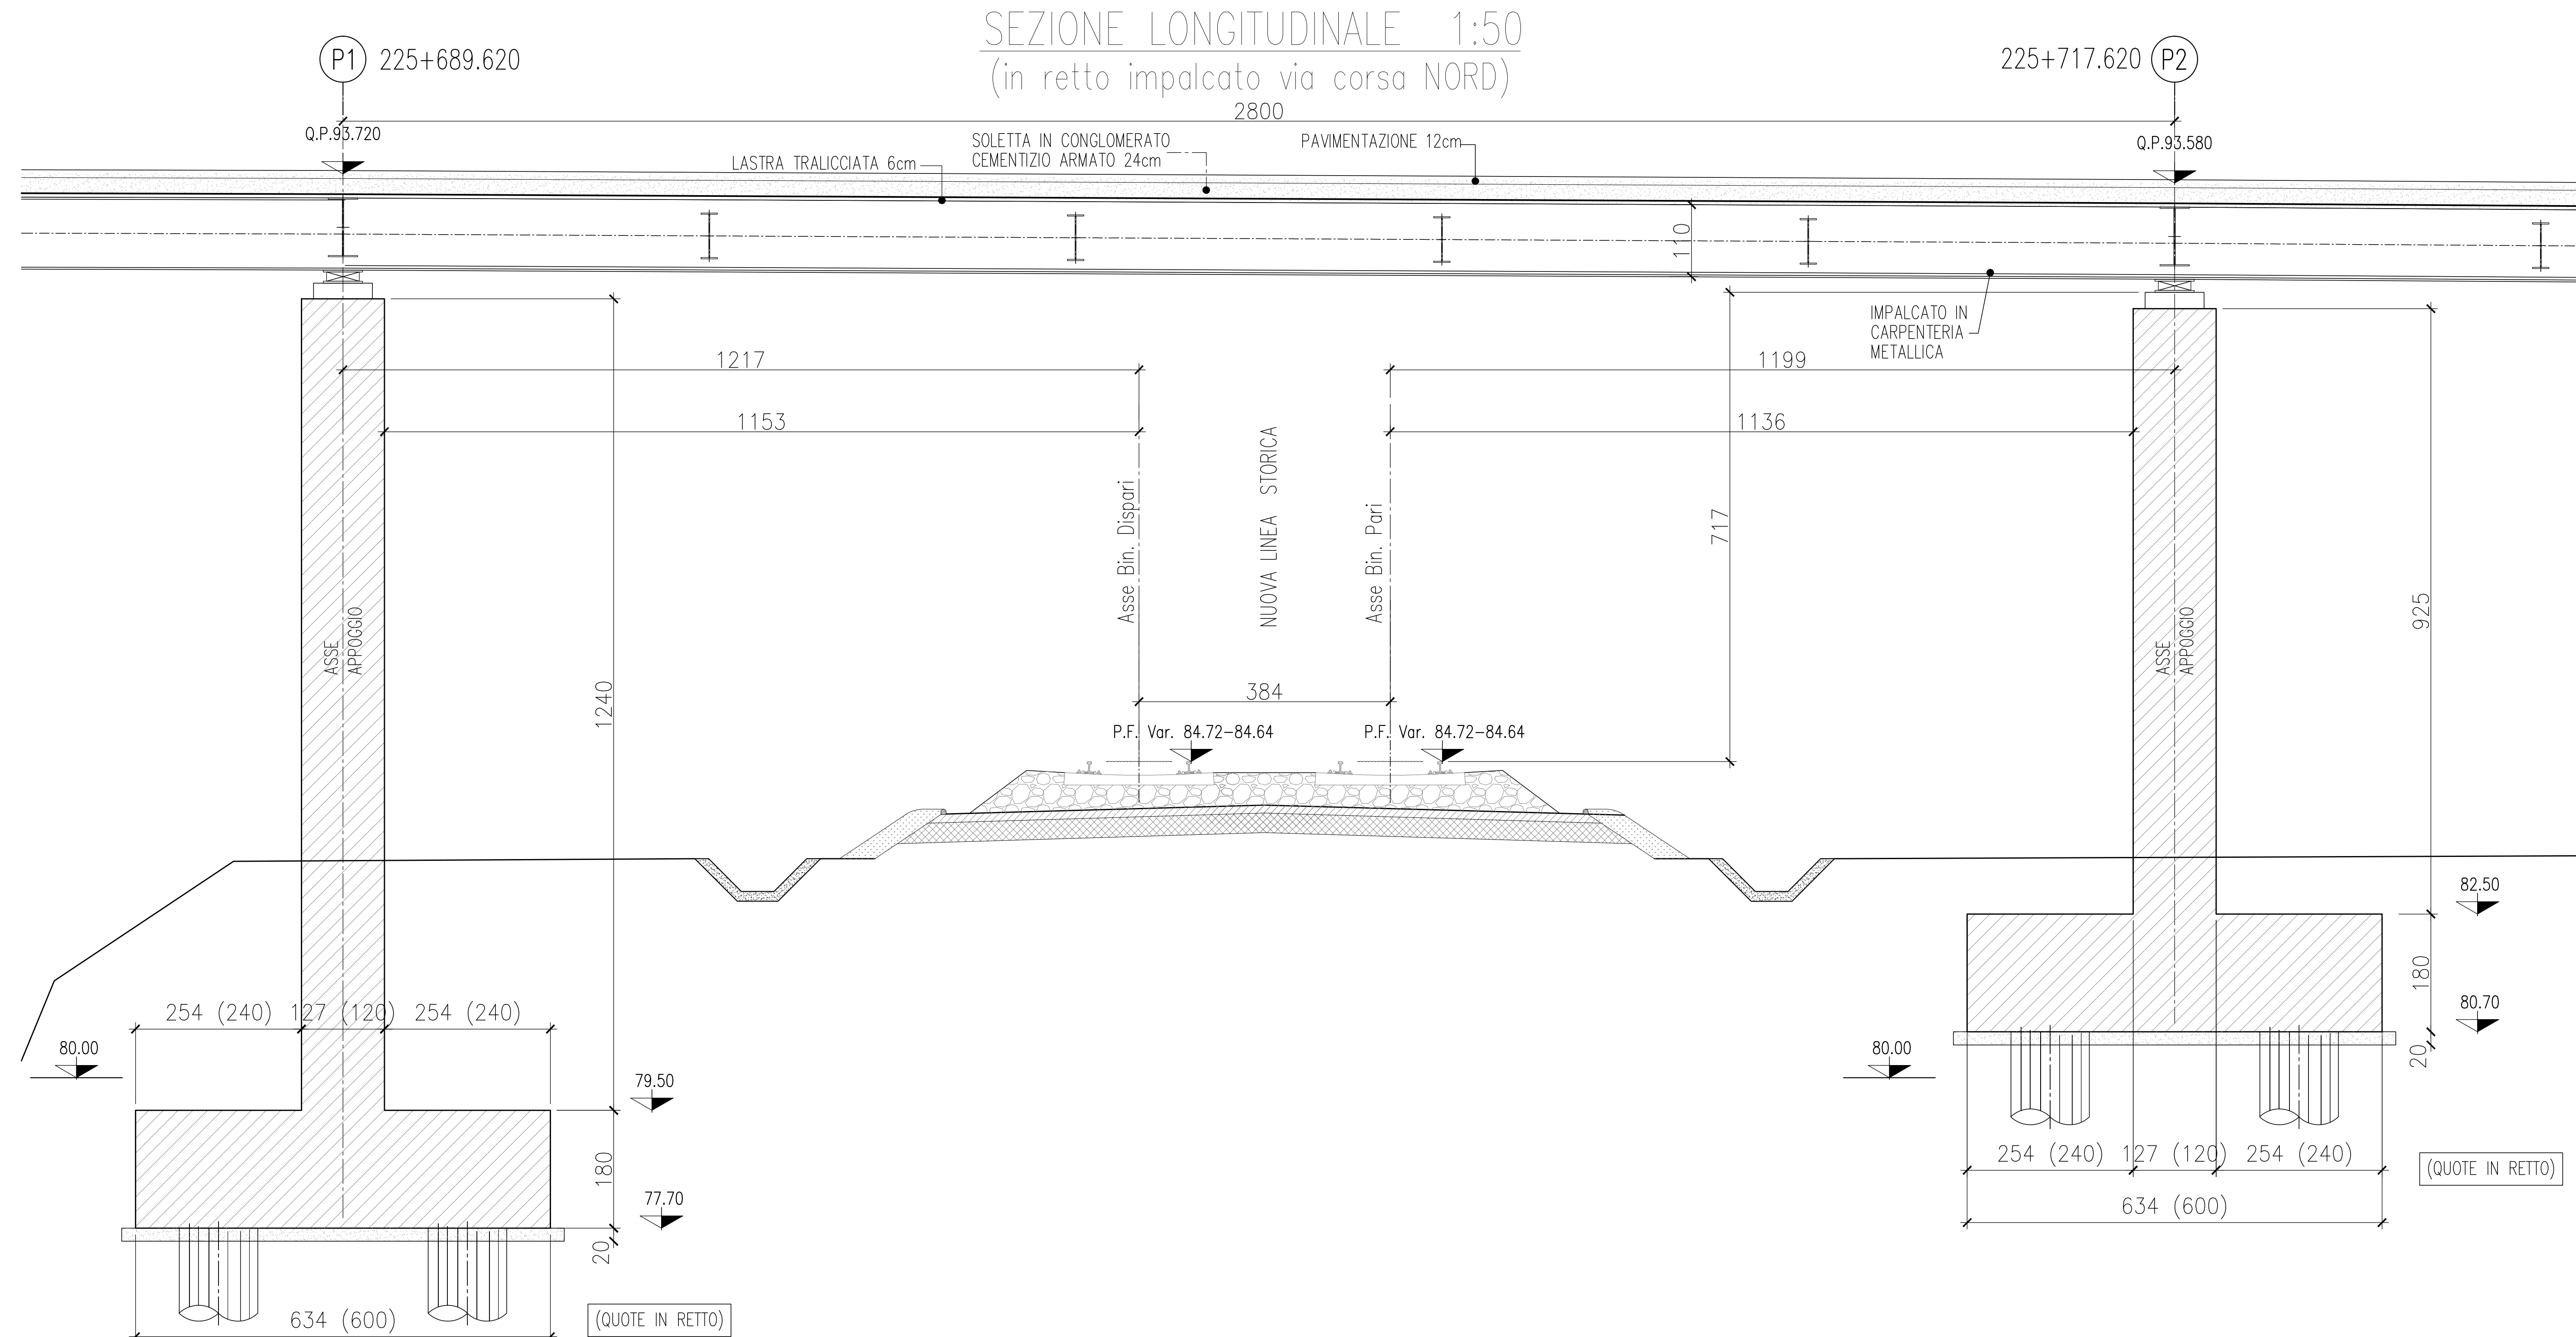 SEZIONE LONGITUDINALE 1:50
(in retto impalcato via corsa NORD)
P1 225+689.620
225+717.620 P2
2800
Q.P.93.720
Q.P.93.580
LASTRA TRALICCIATA 6cm
SOLETTA IN CONGLOMERATO
CEMENTIZIO ARMATO 24cm
PAVIMENTAZIONE 12cm
110
IMPALCATO IN
CARPENTERIA
METALLICA
1217
1199
1153
1136
Asse Bin. Dispari
NUOVA LINEA STORICA
Asse Bin. Pari
717
925
ASSE
APPOGGIO
ASSE
APPOGGIO
1240
384
P.F. Var. 84.72-84.64
P.F. Var. 84.72-84.64
82.50
180
80.70
20
254 (240) 127 (120) 254 (240)
80.00
80.00
79.50
180
77.70
20
634 (600)
(QUOTE IN RETTO)
254 (240) 127 (120) 254 (240)
634 (600)
(QUOTE IN RETTO)